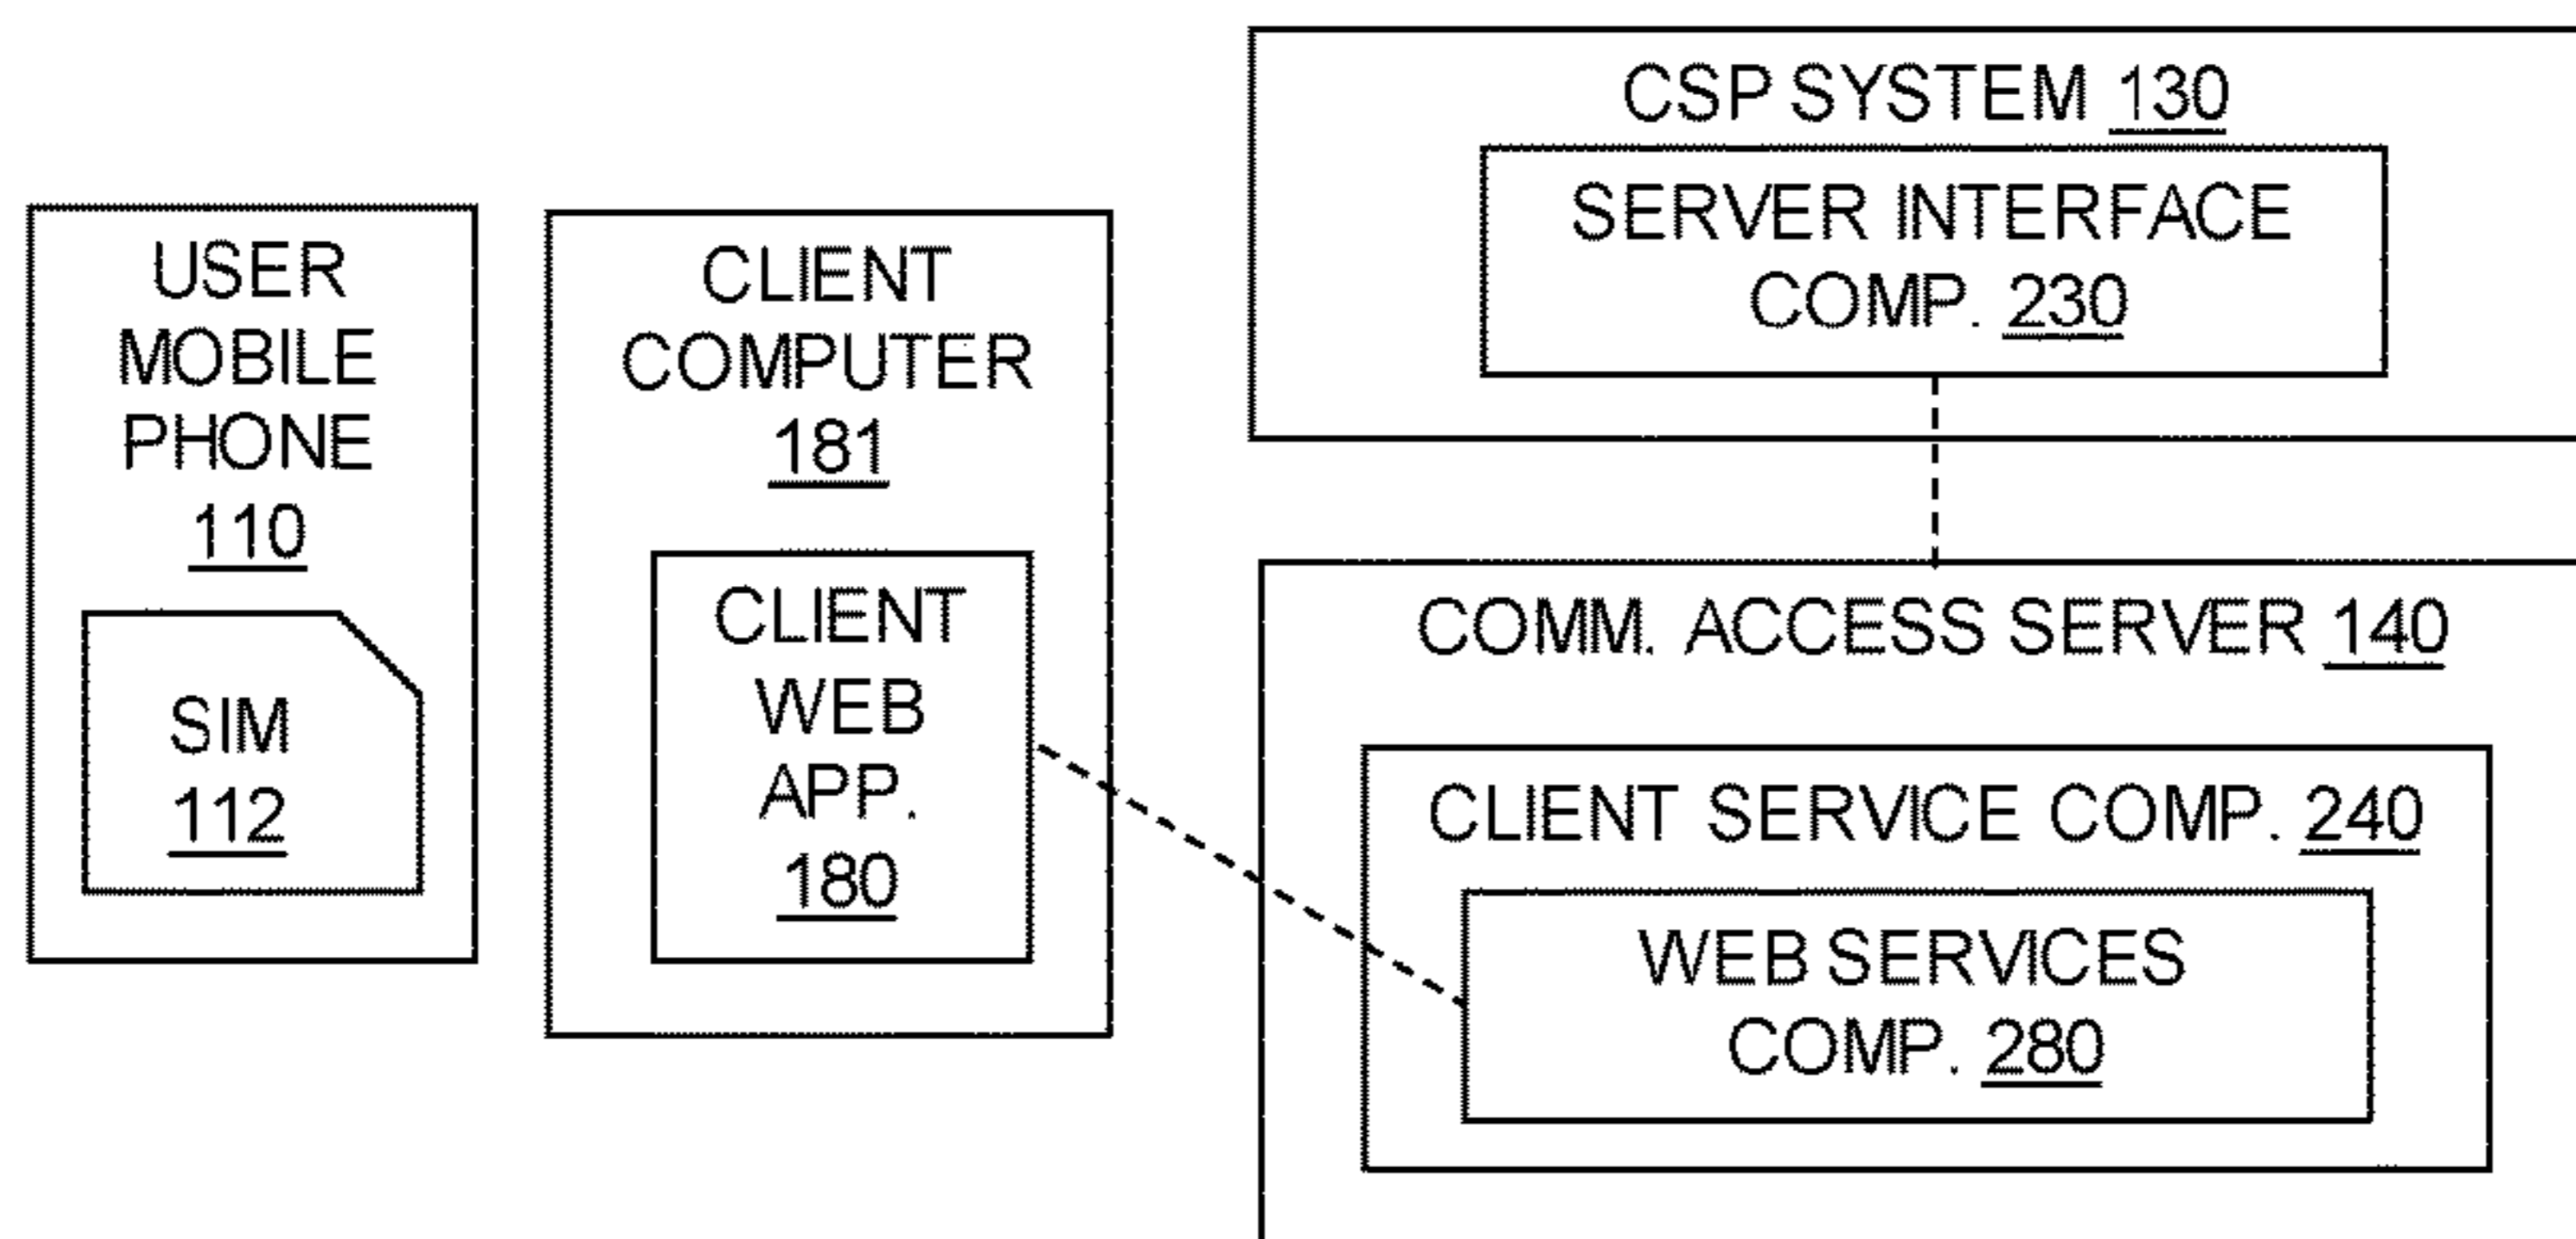 USER
MOBILE
PHONE
110
SIM
112
CLIENT
COMPUTER
181
CLIENT
WEB
APP.
180
CSP SYSTEM 130
SERVER INTERFACE
COMP. 230
COMM. ACCESS SERVER 140
CLIENT SERVICE COMP. 240
WEB SERVICES
COMP. 280